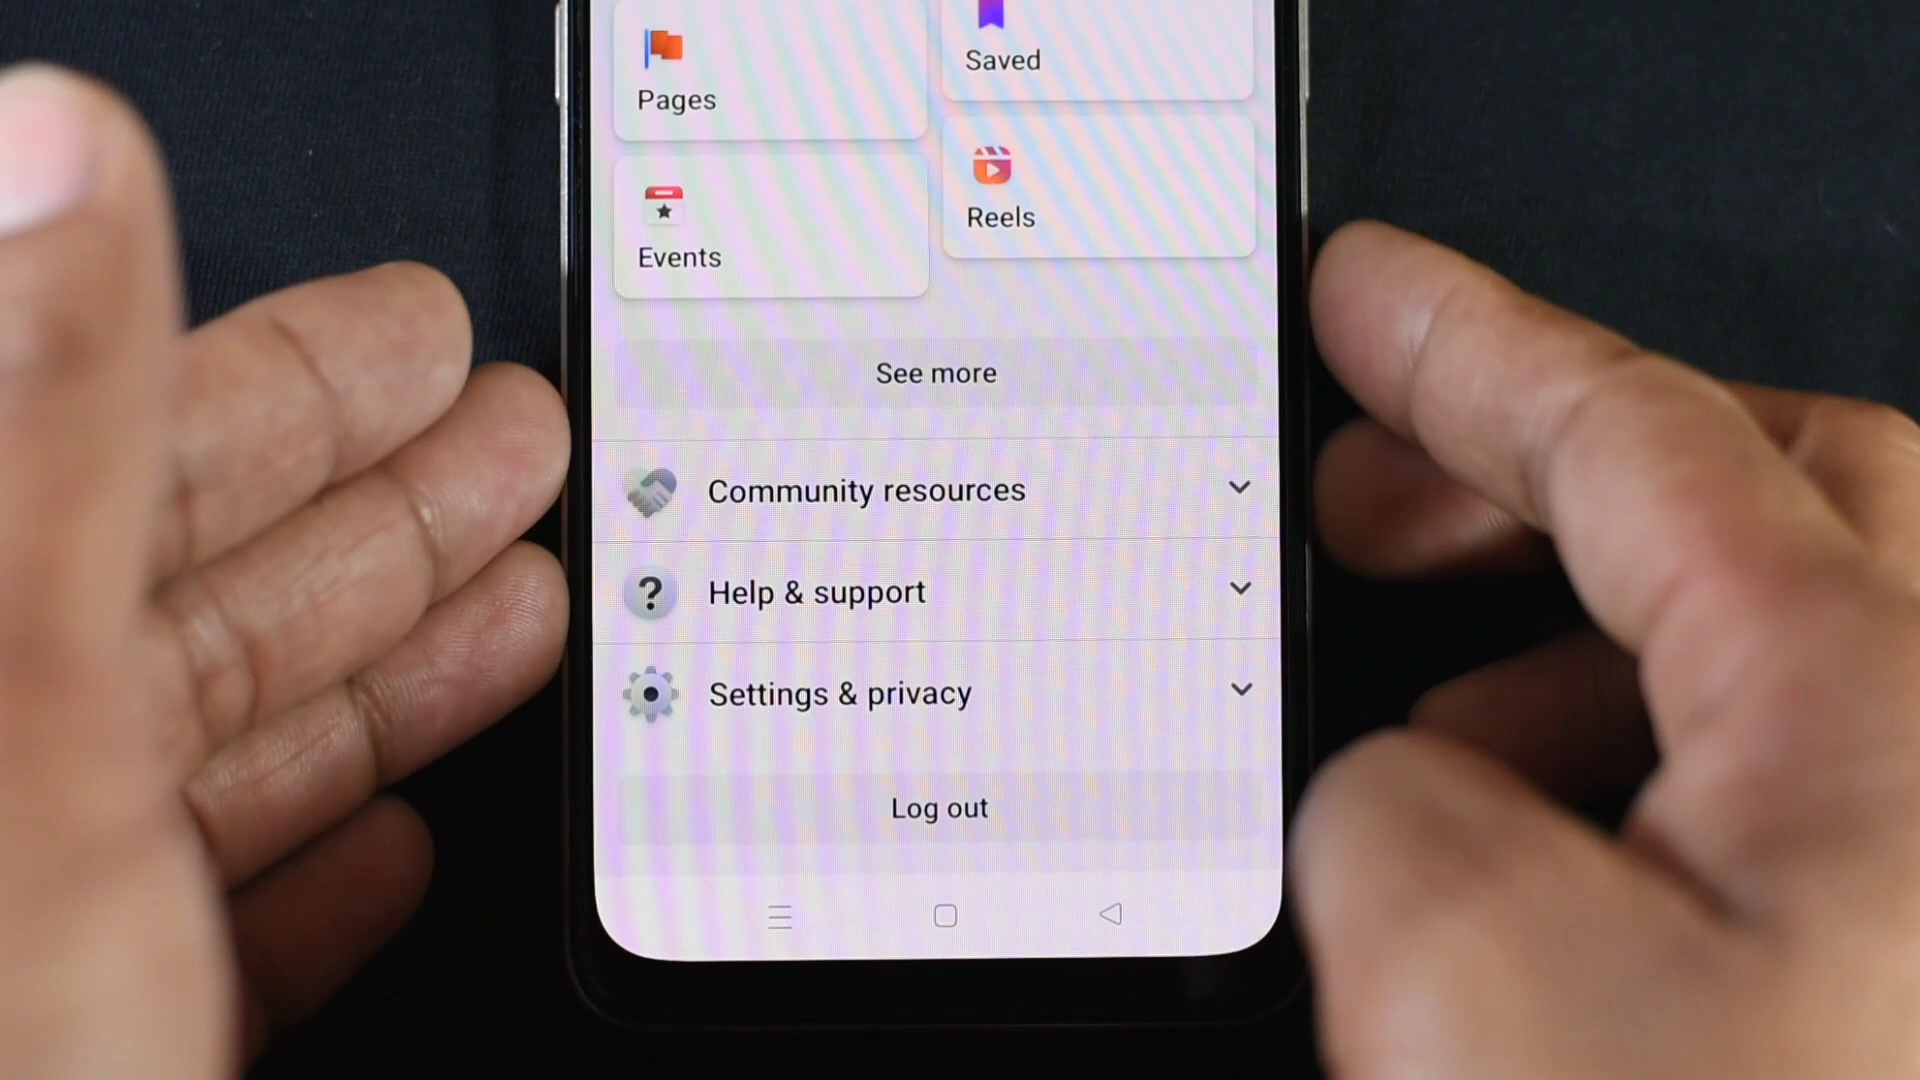 Saved
Pages
Reels
Events
See more
Community resources
Help & support
Settings & privacy
Log out